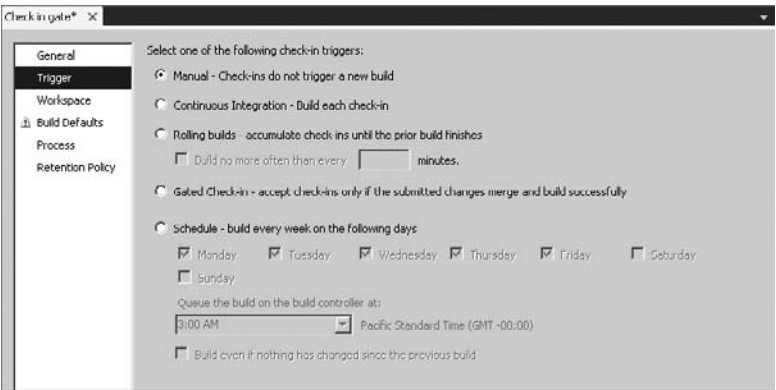 Check in gate* X
General
Trigger
Workspace
Build Defaults
Process
Retention Policy
Select one of the following check-in triggers:
Manual - Check-ins do not trigger a new build
Continuous Integration - Build each check-in
Rolling builds - accumulate check-ins until the prior build finishes
Build no more often than every minutes.
Gated Check-in - accept check-ins only if the submitted changes merge and build successfully
Schedule - build every week on the following days
Monday Tuesday Wednesday Thursday Friday Saturday
Sunday
Queue the build on the build controller at:
3:00 AM Pacific Standard Time (GMT -00:00)
Build even if nothing has changed since the previous build